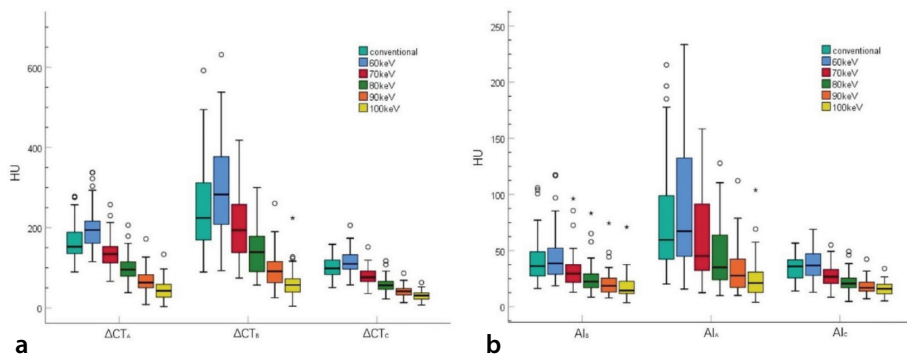 conventional
60keV
70keV
80keV
90keV
100keV
600
400
200
0
HU
ΔCTA
ΔCTB
ΔCTC
a
conventional
60keV
70keV
80keV
90keV
100keV
250
200
150
100
50
0
HU
AIB
AIA
AIC
b